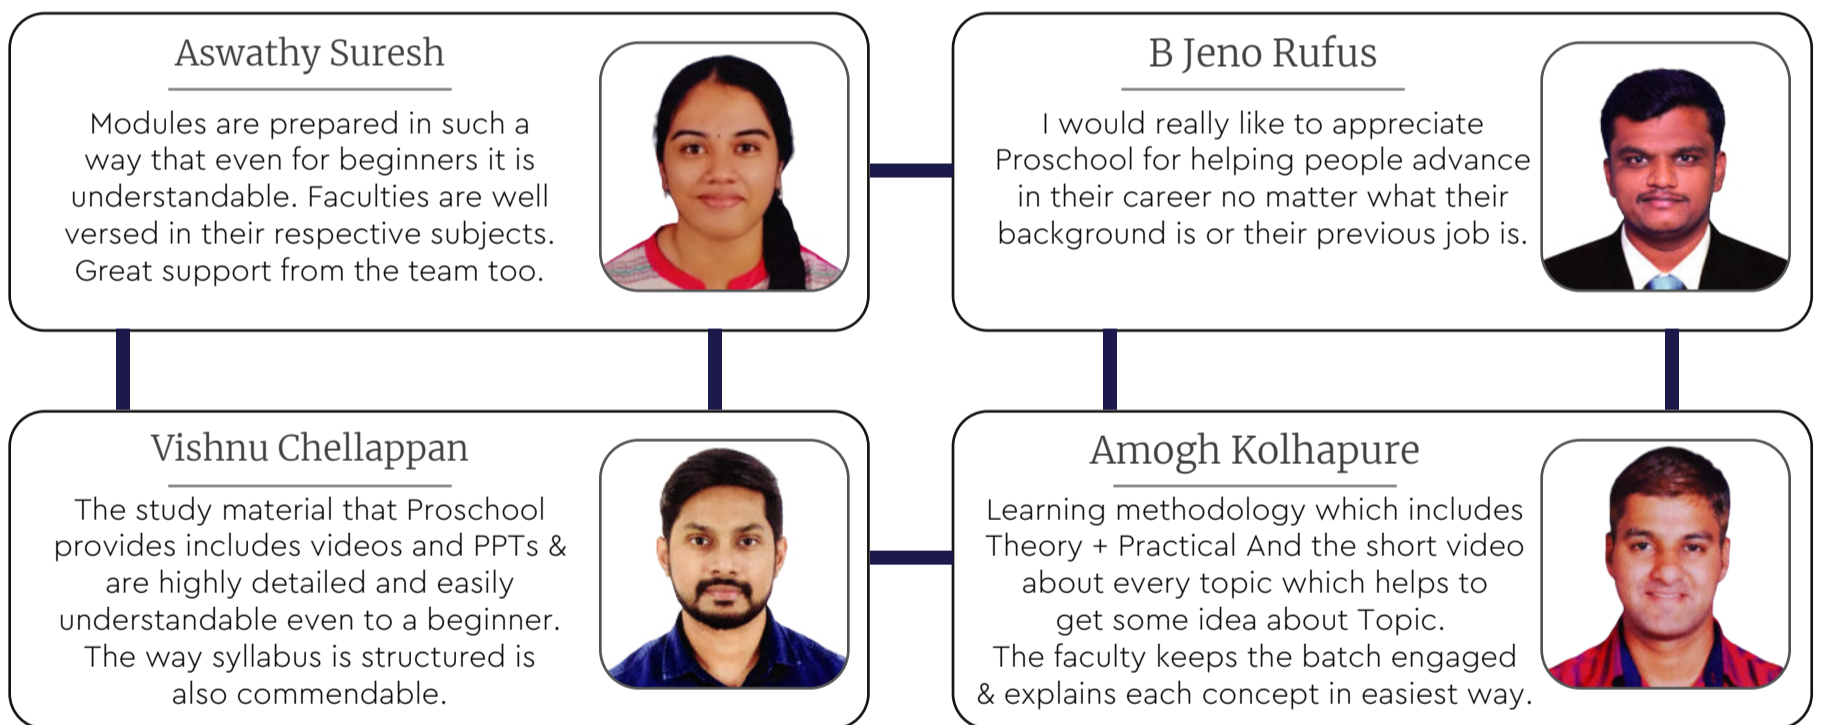 Aswathy Suresh
Modules are prepared in such a
way that even for beginners it is
understandable. Faculties are well
versed in their respective subjects.
Great support from the team too.
B Jeno Rufus
I would really like to appreciate
Proschool for helping people advance
in their career no matter what their
background is or their previous job is.
Vishnu Chellappan
The study material that Proschool
provides includes videos and PPTs &
are highly detailed and easily
understandable even to a beginner.
The way syllabus is structured is
also commendable.
Amogh Kolhapure
Learning methodology which includes
Theory + Practical And the short video
about every topic which helps to
get some idea about Topic.
The faculty keeps the batch engaged
& explains each concept in easiest way.